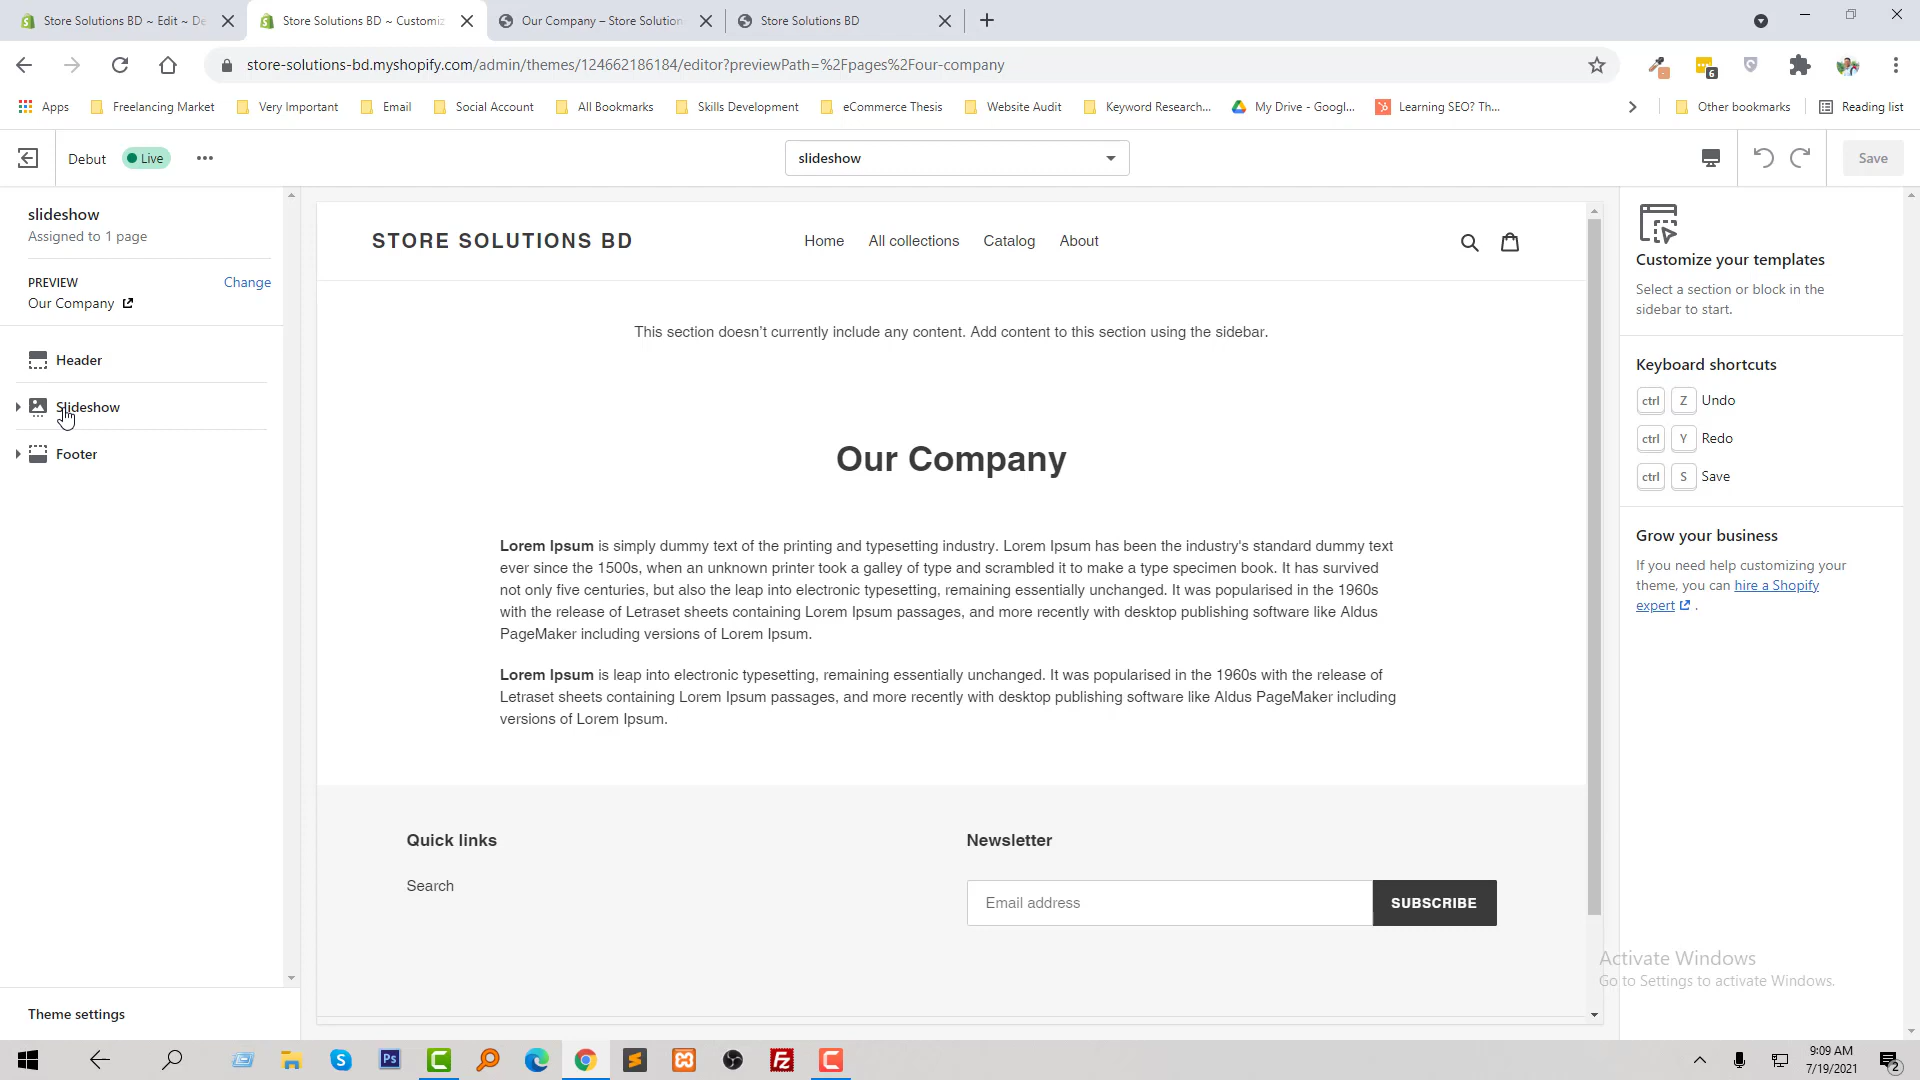 Store Solutions BD ~ Edit ~ De
Store Solutions BD ~ Customiz
Our Company – Store Solution
Store Solutions BD
store-solutions-bd.myshopify.com/admin/themes/124662186184/editor?previewPath=%2Fpages%2Four-company
6
Apps
Freelancing Market
Very Important
Email
Social Account
All Bookmarks
Skills Development
eCommerce Thesis
Website Audit
Keyword Research...
My Drive - Googl...
Learning SEO? Th...
Other bookmarks
Reading list
Debut
Live
slideshow
Save
slideshow
Assigned to 1 page
PREVIEW
Change
Our Company
Header
Slideshow
Footer
Theme settings
STORE SOLUTIONS BD
Home
All collections
Catalog
About
This section doesn’t currently include any content. Add content to this section using the sidebar.
Our Company
Lorem Ipsum is simply dummy text of the printing and typesetting industry. Lorem Ipsum has been the industry's standard dummy text
ever since the 1500s, when an unknown printer took a galley of type and scrambled it to make a type specimen book. It has survived
not only five centuries, but also the leap into electronic typesetting, remaining essentially unchanged. It was popularised in the 1960s
with the release of Letraset sheets containing Lorem Ipsum passages, and more recently with desktop publishing software like Aldus
PageMaker including versions of Lorem Ipsum.
Lorem Ipsum is leap into electronic typesetting, remaining essentially unchanged. It was popularised in the 1960s with the release of
Letraset sheets containing Lorem Ipsum passages, and more recently with desktop publishing software like Aldus PageMaker including
versions of Lorem Ipsum.
Quick links
Search
Newsletter
Email address
SUBSCRIBE
Customize your templates
Select a section or block in the
sidebar to start.
Keyboard shortcuts
ctrl Z Undo
ctrl Y Redo
ctrl S Save
Grow your business
If you need help customizing your
theme, you can hire a Shopify
expert .
Activate Windows
Go to Settings to activate Windows.
Ps
9:09 AM
7/19/2021
2